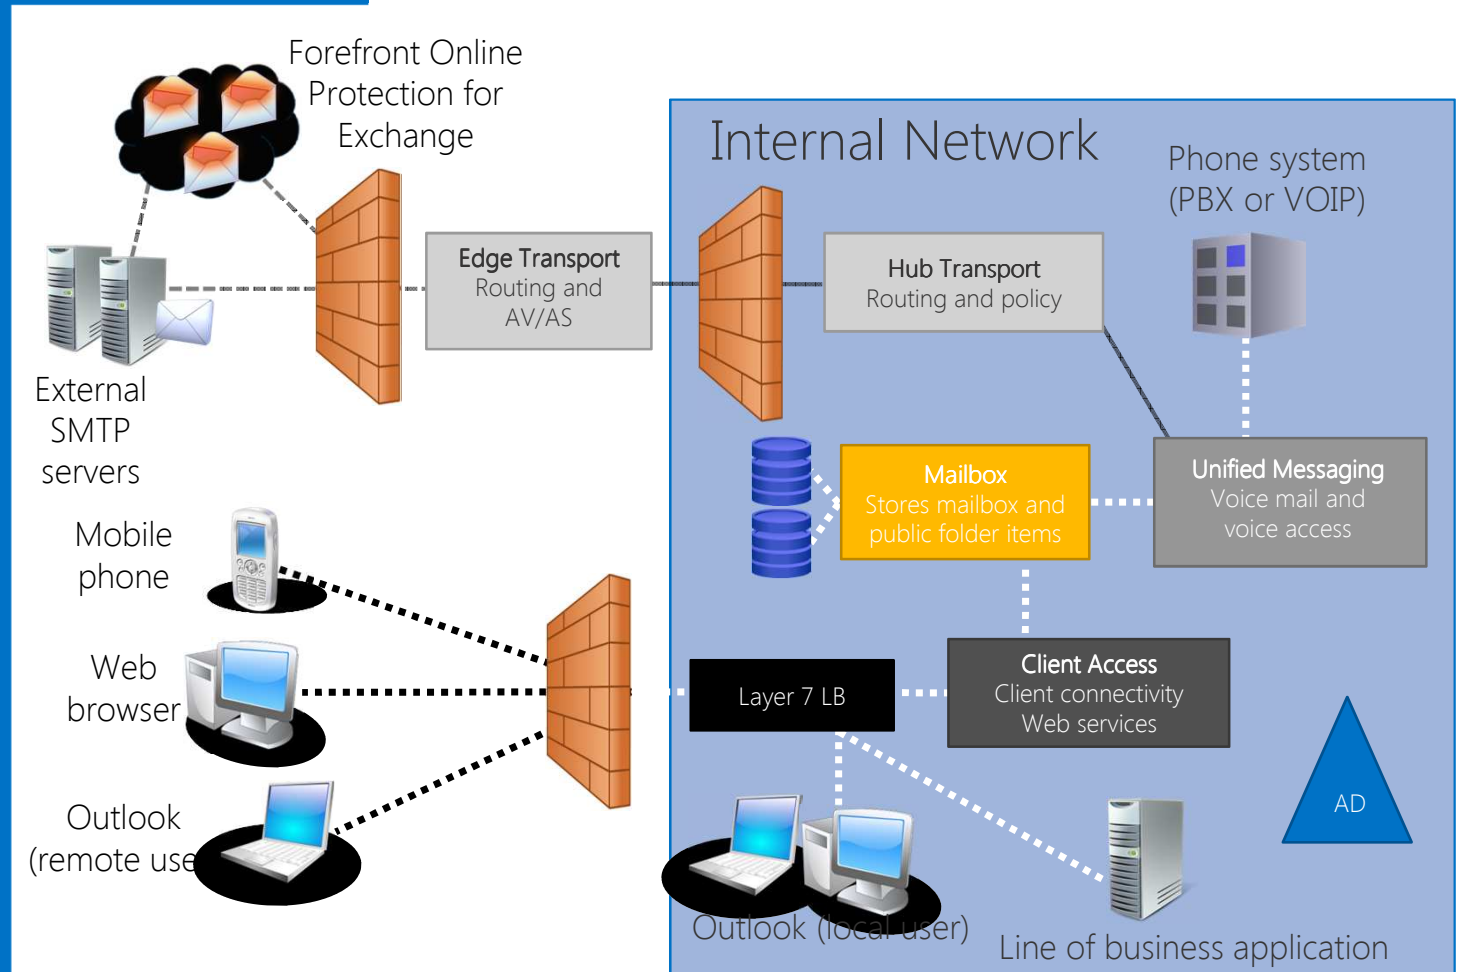 Forefront Online
Protection for
Exchange
Internal Network
Phone system
(PBX or VOIP)
Edge Transport
Routing and
AV/AS
Hub Transport
Routing and policy
External
SMTP
servers
Mailbox
Stores mailbox and
public folder items
Unified Messaging
Voice mail and
voice access
Mobile
phone
Web
browser
Layer 7 LB
Client Access
Client connectivity
Web services
Outlook
(remote use
AD
Outlook (local user)
Line of business application